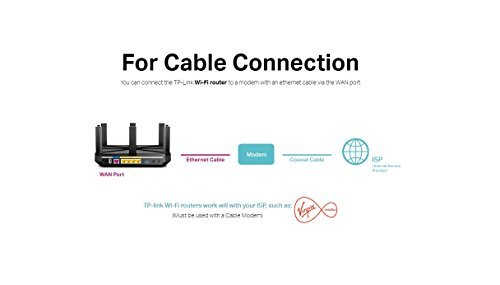 For Cable Connection
You can connect the TP-Link Wi-Fi router to a modem with an ethernet cable via the WAN port.
Ethernet Cable
Modem
Coaxial Cable
ISP
(Internet Service
Provider)
WAN Port
TP-link Wi-Fi routers work will with your ISP, such as:
(Must be used with a Cable Modem)
Virgin
media